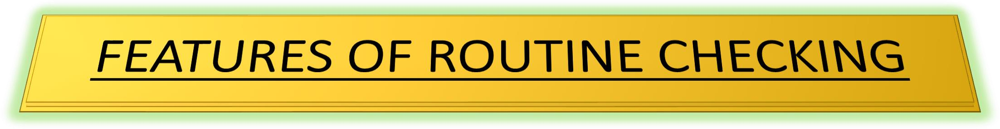 FEATURES OF ROUTINE CHECKING